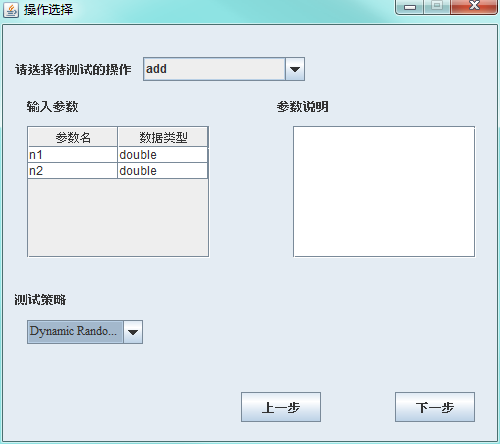 操作选择
请选择待测试的操作 add
输入参数 参数说明
参数名 数据类型
n1 double
n2 double
测试策略
Dynamic Rando...
上一步 下一步